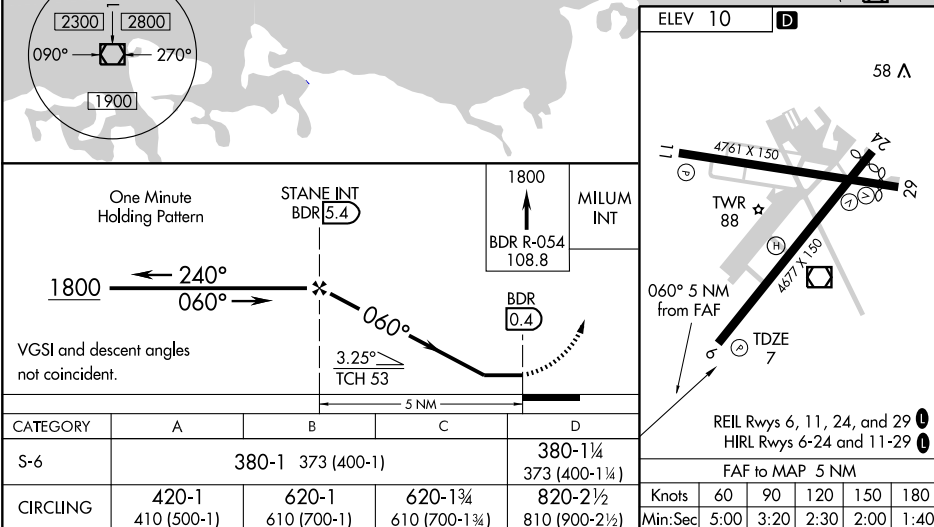 2300 2800
090° 270°
1900
ELEV 10 D
58
One Minute
Holding Pattern
STANE INT
BDR 5.4
1800
BDR R-054
108.8
MILUM
INT
1800
240°
060°
060°
BDR
0.4
VGSI and descent angles
not coincident.
3.25°
TCH 53
5 NM
11
4761 X 150
24
29
TWR
88
P
V
V
H
4677 X 150
060° 5 NM
from FAF
6
P
TDZE
7
REIL Rwys 6, 11, 24, and 29 L
HIRL Rwys 6-24 and 11-29 L
CATEGORY A B C D
S-6 380-1 373 (400-1) 380-1¼ 373 (400-1¼)
CIRCLING 420-1 410 (500-1) 620-1 610 (700-1) 620-1¾ 610 (700-1¾) 820-2½ 810 (900-2½)
FAF to MAP 5 NM
Knots 60 90 120 150 180
Min:Sec 5:00 3:20 2:30 2:00 1:40